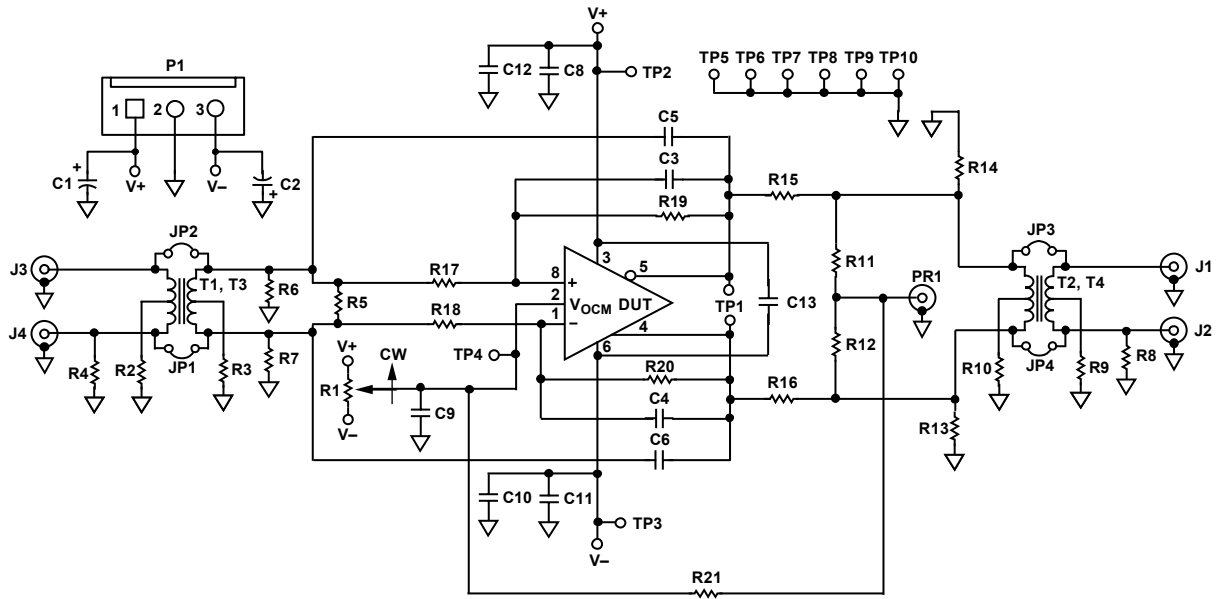 V+
P1
1 2 3
C12 C8 TP2
TP5 TP6 TP7 TP8 TP9 TP10
C5
C3
C1 + V+ V– C2 +
R14
R15
R19
JP2
JP3
J3
T1, T3
R6
R17
R5
R18
3
8 +
5
2 VOCM DUT
1 –
4
6
TP1
C13
R11
PR1
T2, T4
J1
J4
R4 R2 JP1 R3 R7
V+
CW
TP4
R1
V–
C9
R20
R12
R16
C4
C6
J2
R10 JP4 R9 R8
R13
C10 C11
TP3
V–
R21